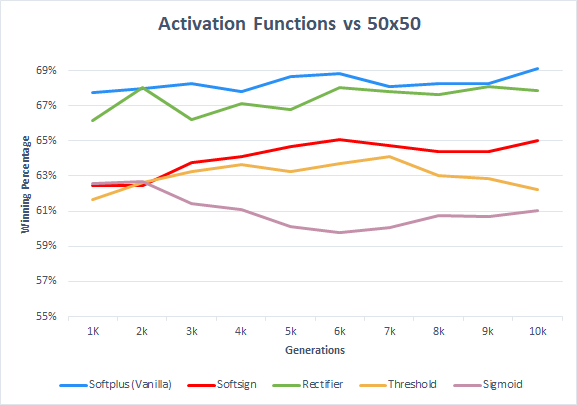 Activation Functions vs 50x50
69%
67%
65%
63%
61%
59%
57%
55%
Winning Percentage
1K 2k 3k 4k 5k 6k 7k 8k 9k 10k
Generations
Softplus (Vanilla) Softsign Rectifier Threshold Sigmoid